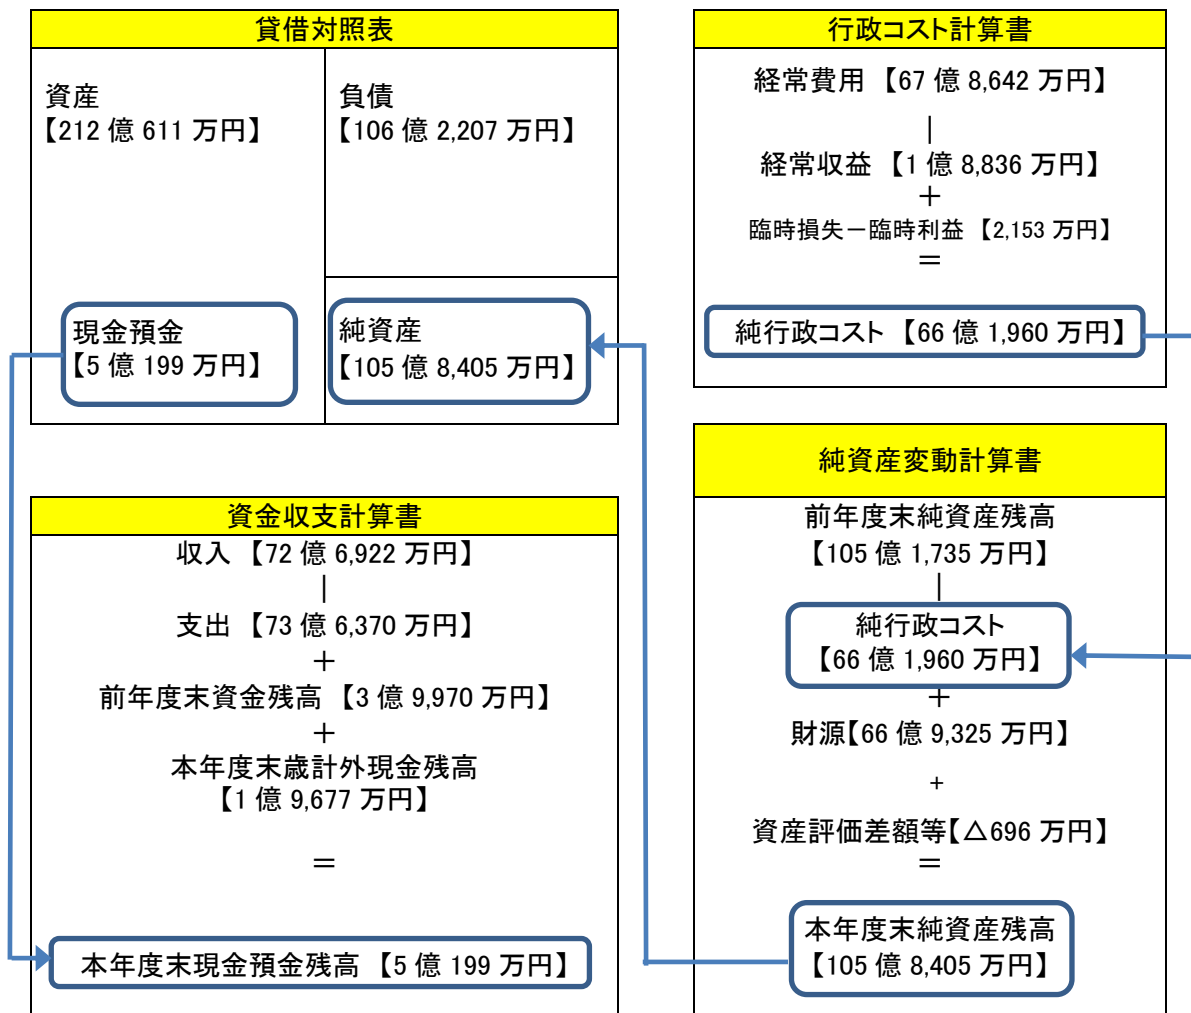 貸借対照表
資産
【212 億 611 万円】
負債
【106 億 2,207 万円】
現金預金
【5 億 199 万円】
純資産
【105 億 8,405 万円】
行政コスト計算書
経常費用 【67 億 8,642 万円】
|
経常収益 【1 億 8,836 万円】
＋
臨時損失－臨時利益 【2,153 万円】
＝
純行政コスト 【66 億 1,960 万円】
資金収支計算書
収入 【72 億 6,922 万円】
|
支出 【73 億 6,370 万円】
＋
前年度末資金残高 【3 億 9,970 万円】
＋
本年度末歳計外現金残高
【1 億 9,677 万円】
＝
本年度末現金預金残高 【5 億 199 万円】
純資産変動計算書
前年度末純資産残高
【105 億 1,735 万円】
|
純行政コスト
【66 億 1,960 万円】
＋
財源【66 億 9,325 万円】
+
資産評価差額等【△696 万円】
＝
本年度末純資産残高
【105 億 8,405 万円】